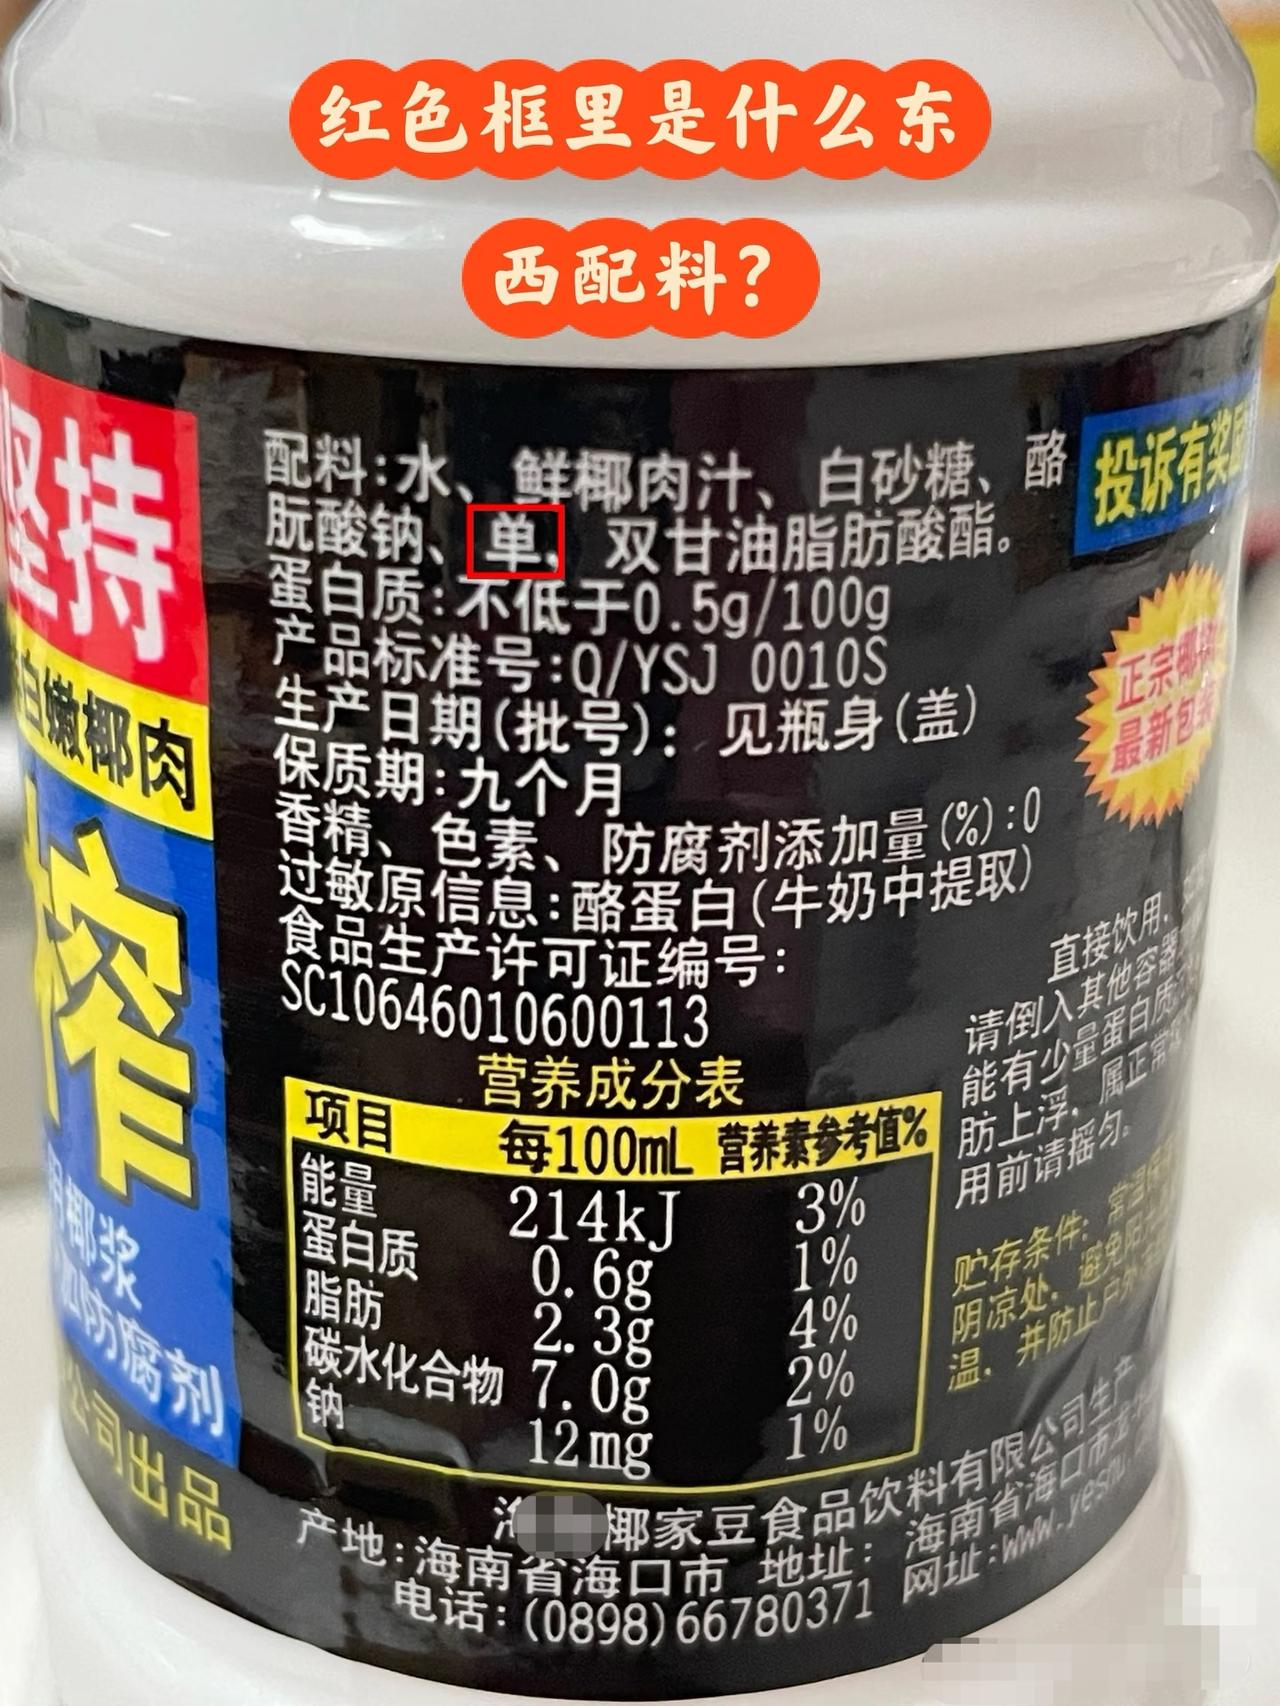 红色框里是什么东
西配料？
坚持
白嫩椰肉
榨
椰浆
防腐剂
公司出品
配料:水、鲜椰肉汁、白砂糖、酪
朊酸钠、单，双甘油脂肪酸酯。
蛋白质:不低于0.5g/100g
产品标准号:Q/YSJ 0010S
生产日期(批号)：见瓶身(盖)
保质期:九个月
香精、色素、防腐剂添加量(%):0
过敏原信息:酪蛋白(牛奶中提取)
食品生产许可证编号:
SC10646010600113
营养成分表
项目 每100mL 营养素参考值%
能量 214kJ 3%
蛋白质 0.6g 1%
脂肪 2.3g 4%
碳水化合物 7.0g 2%
钠 12mg 1%
椰家豆食品饮料有限公司生产
产地:海南省海口市 地址: 海南省海口市龙
电话:(0898)66780371 网址:www.yesh
投诉有奖
正宗椰
最新包装
直接饮用，
请倒入其他容器
能有少量蛋白质
肪上浮，属正常
用前请摇匀。
贮存条件：常温
阴凉处，避免阳
温，并防止户外